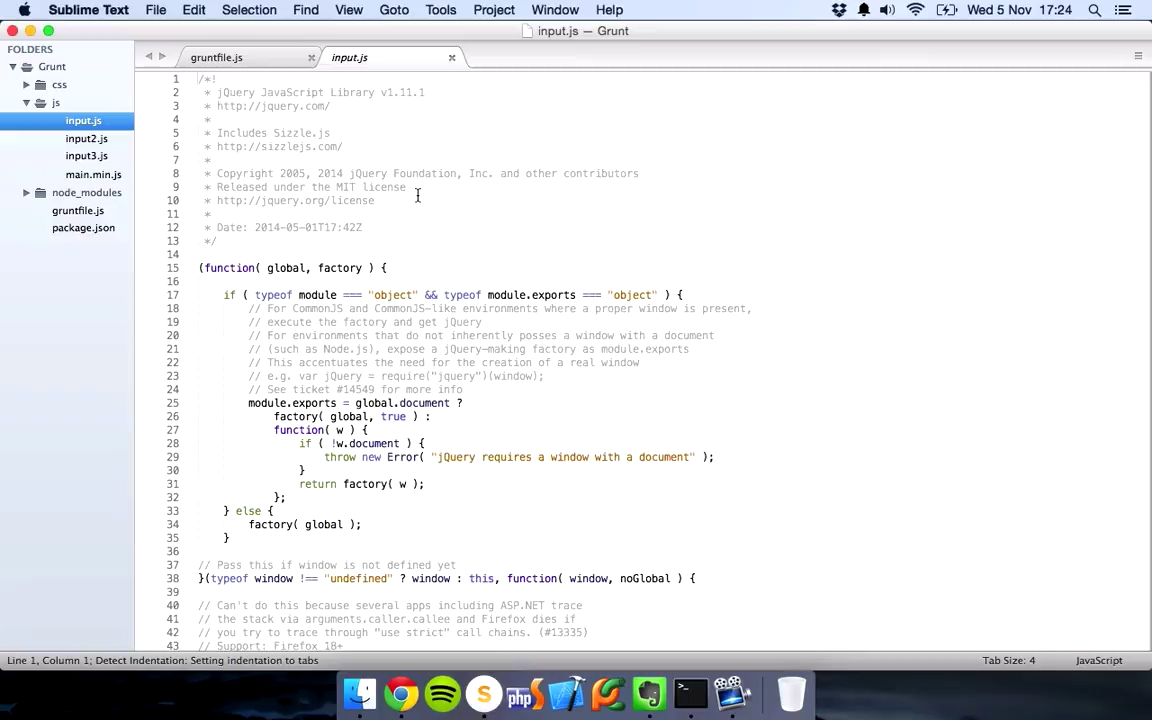 Sublime Text File Edit Selection Find View Goto Tools Project Window Help Wed 5 Nov 17:24
input.js — Grunt
FOLDERS
Grunt
css
js
input.js
input2.js
input3.js
main.min.js
node_modules
gruntfile.js
package.json
gruntfile.js input.js
1 /*!
2 * jQuery JavaScript Library v1.11.1
3 * http://jquery.com/
4 *
5 * Includes Sizzle.js
6 * http://sizzlejs.com/
7 *
8 * Copyright 2005, 2014 jQuery Foundation, Inc. and other contributors
9 * Released under the MIT license
10 * http://jquery.org/license
11 *
12 * Date: 2014-05-01T17:42Z
13 */
14
15 (function( global, factory ) {
16
17 if ( typeof module === "object" && typeof module.exports === "object" ) {
18 // For CommonJS and CommonJS-like environments where a proper window is present,
19 // execute the factory and get jQuery
20 // For environments that do not inherently posses a window with a document
21 // (such as Node.js), expose a jQuery-making factory as module.exports
22 // This accentuates the need for the creation of a real window
23 // e.g. var jQuery = require("jquery")(window);
24 // See ticket #14549 for more info
25 module.exports = global.document ?
26 factory( global, true ) :
27 function( w ) {
28 if ( !w.document ) {
29 throw new Error( "jQuery requires a window with a document" );
30 }
31 return factory( w );
32 };
33 } else {
34 factory( global );
35 }
36
37 // Pass this if window is not defined yet
38 }(typeof window !== "undefined" ? window : this, function( window, noGlobal ) {
39
40 // Can't do this because several apps including ASP.NET trace
41 // the stack via arguments.caller.callee and Firefox dies if
42 // you try to trace through "use strict" call chains. (#13335)
43 // Support: Firefox 18+
Line 1, Column 1; Detect Indentation: Setting indentation to tabs Tab Size: 4 JavaScript
S php